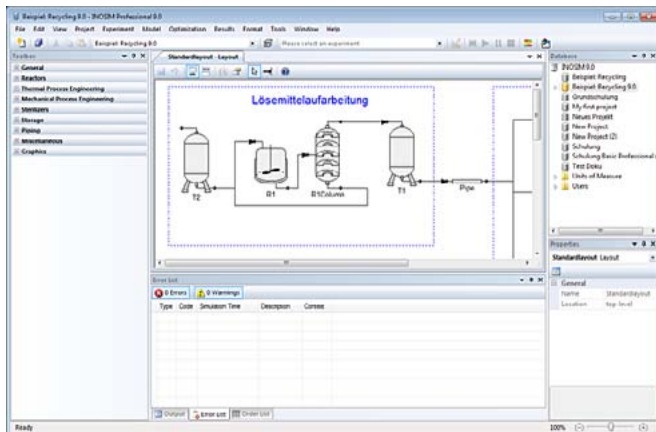 Beispiel: Recycling 9.0 - INOSIM Professional 9.0
File Edit View Project Experiment Model Optimization Results Format Tools Window Help
Beispiel: Recycling 9.0
Please select an experiment
Toolbox
General
Reactors
Thermal Process Engineering
Mechanical Process Engineering
Sterilizers
Storage
Piping
Miscellaneous
Graphics
Standardlayout - Layout
Lösemittelaufarbeitung
T2
R1
R1Column
T1
Pipe
Error List
0 Errors
0 Warnings
Type Code Simulation Time Description Context
Output
Error List
Order List
Database
INOSIM 9.0
Beispiel: Recycling
Beispiel: Recycling 9.0
Grundschulung
My first project
Neues Projekt
New Project
New Project (2)
Schulung
Schulung Basic Professional
Test Doku
Units of Measure
Users
Properties
Standardlayout Layout
General
Name Standardlayout
Location top level
Ready
100%